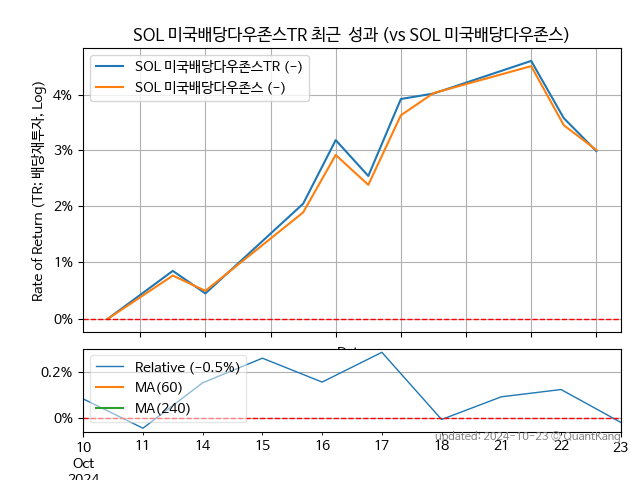 SOL 미국배당다우존스TR 최근 성과 (vs SOL 미국배당다우존스)
SOL 미국배당다우존스TR (-)
SOL 미국배당다우존스 (-)
Rate of Return (TR; 배당재투자, Log)
4%
3%
2%
1%
0%
Relative (-0.5%)
MA(60)
MA(240)
0.2%
0%
updated: 2024-10-23 © QuantKang
10 11 14 15 16 17 18 21 22 23
Oct
2024